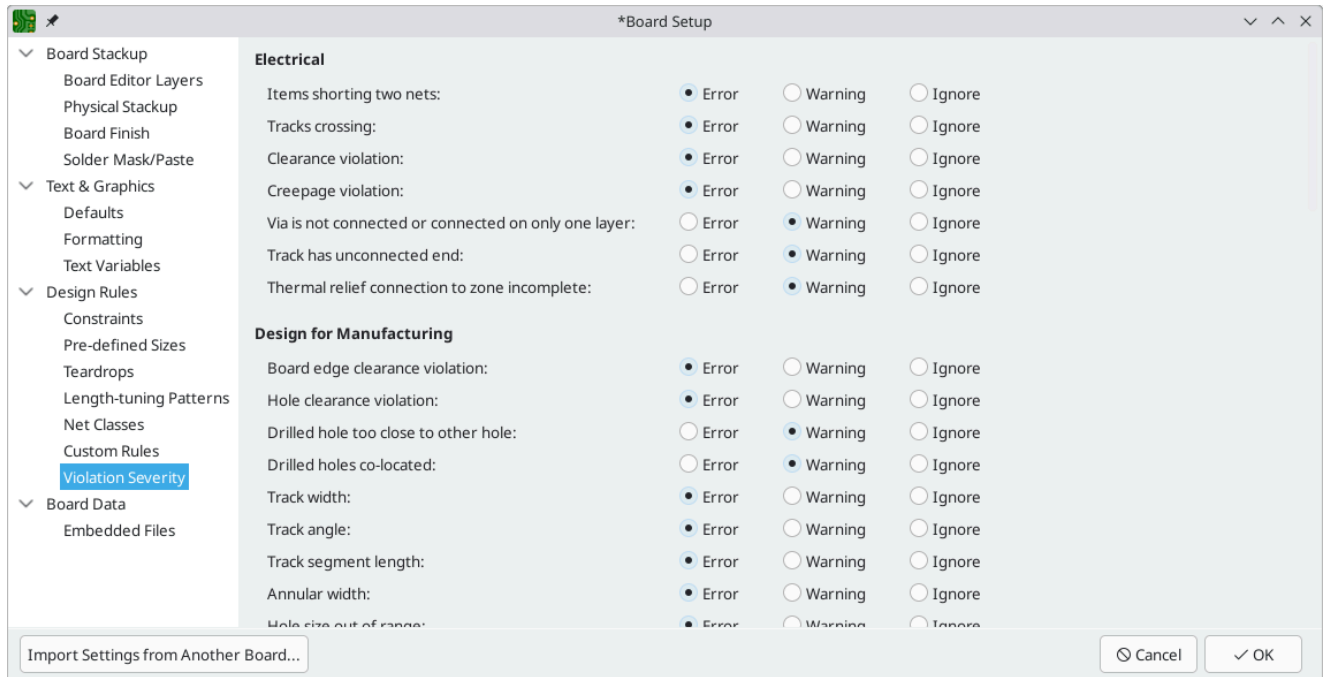 *Board Setup
Board Stackup
Board Editor Layers
Physical Stackup
Board Finish
Solder Mask/Paste
Text & Graphics
Defaults
Formatting
Text Variables
Design Rules
Constraints
Pre-defined Sizes
Teardrops
Length-tuning Patterns
Net Classes
Custom Rules
Violation Severity
Board Data
Embedded Files
Electrical
Items shorting two nets: Error Warning Ignore
Tracks crossing: Error Warning Ignore
Clearance violation: Error Warning Ignore
Creepage violation: Error Warning Ignore
Via is not connected or connected on only one layer: Error Warning Ignore
Track has unconnected end: Error Warning Ignore
Thermal relief connection to zone incomplete: Error Warning Ignore
Design for Manufacturing
Board edge clearance violation: Error Warning Ignore
Hole clearance violation: Error Warning Ignore
Drilled hole too close to other hole: Error Warning Ignore
Drilled holes co-located: Error Warning Ignore
Track width: Error Warning Ignore
Track angle: Error Warning Ignore
Track segment length: Error Warning Ignore
Annular width: Error Warning Ignore
Hole size out of range: Error Warning Ignore
Import Settings from Another Board... Cancel OK